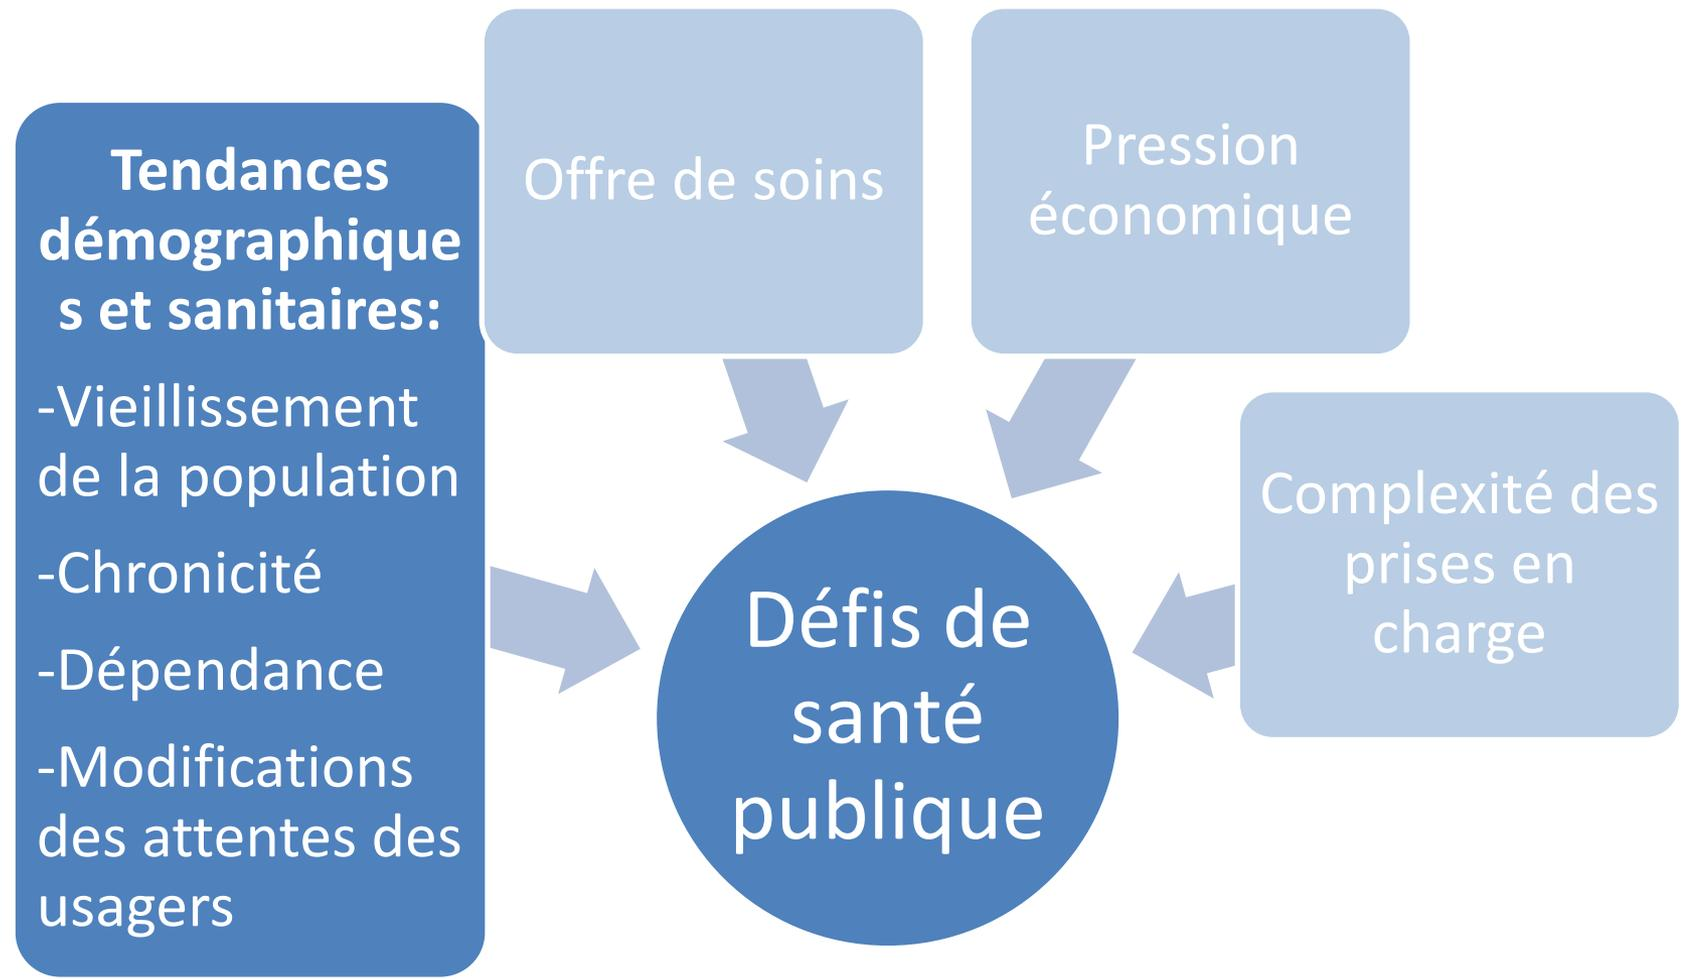 Tendances
démographique
s et sanitaires:
-Vieillissement
de la population
-Chronicité
-Dépendance
-Modifications
des attentes des
usagers
Offre de soins
Pression
économique
Complexité des
prises en
charge
Défis de
santé
publique